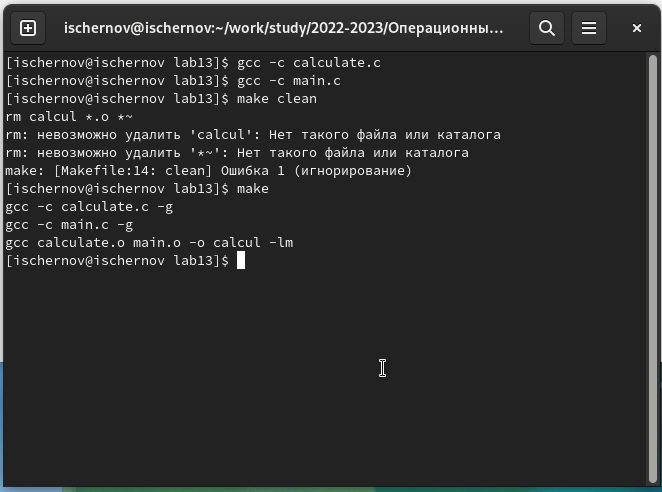 ischernov@ischernov:~/work/study/2022-2023/Операционны...
[ischernov@ischernov lab13]$ gcc -c calculate.c
[ischernov@ischernov lab13]$ gcc -c main.c
[ischernov@ischernov lab13]$ make clean
rm calcul *.o *~
rm: невозможно удалить 'calcul': Нет такого файла или каталога
rm: невозможно удалить '*~': Нет такого файла или каталога
make: [Makefile:14: clean] Ошибка 1 (игнорирование)
[ischernov@ischernov lab13]$ make
gcc -c calculate.c -g
gcc -c main.c -g
gcc calculate.o main.o -o calcul -lm
[ischernov@ischernov lab13]$